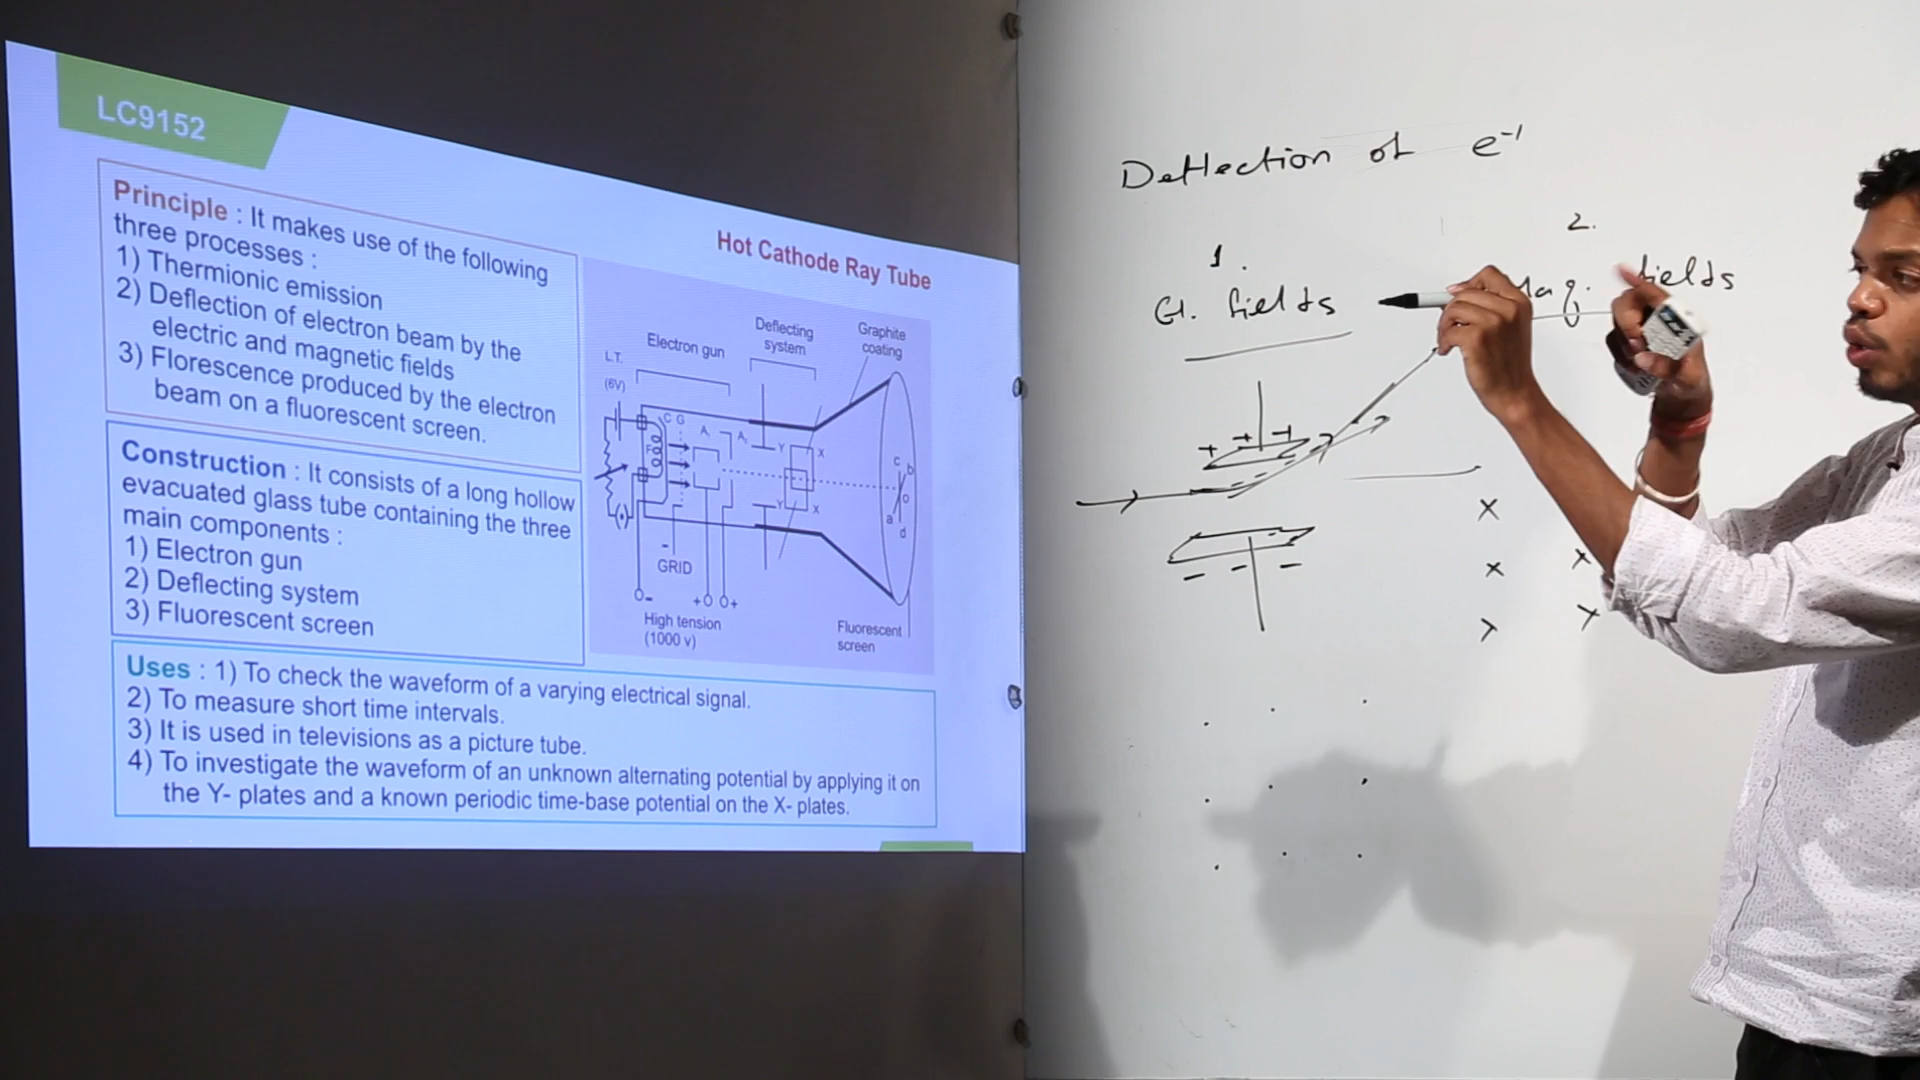 LC9152
Hot Cathode Ray Tube
Principle : It makes use of the following
three processes :
1) Thermionic emission
2) Deflection of electron beam by the
electric and magnetic fields
3) Florescence produced by the electron
beam on a fluorescent screen.
Construction : It consists of a long hollow
evacuated glass tube containing the three
main components :
1) Electron gun
2) Deflecting system
3) Fluorescent screen
L.T.
(6V)
Electron gun
Deflecting
system
Graphite
coating
C G
F
A₁
A₂
Y
X
Y
X
c b
o
a
d
-
GRID
-
+ +
High tension
(1000 v)
Fluorescent
screen
Uses : 1) To check the waveform of a varying electrical signal.
2) To measure short time intervals.
3) It is used in televisions as a picture tube.
4) To investigate the waveform of an unknown alternating potential by applying it on
the Y- plates and a known periodic time-base potential on the X- plates.
Deflection of e⁻¹
1.
El. fields
2.
Mag. fields
+ + +
- - -
x
x x
x x